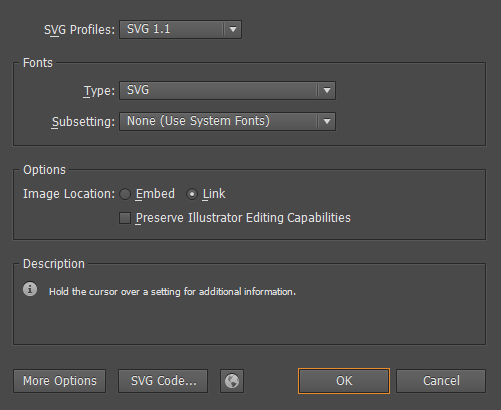 SVG Profiles: SVG 1.1
Fonts
Type: SVG
Subsetting: None (Use System Fonts)
Options
Image Location: Embed Link
Preserve Illustrator Editing Capabilities
Description
Hold the cursor over a setting for additional information.
More Options SVG Code... OK Cancel